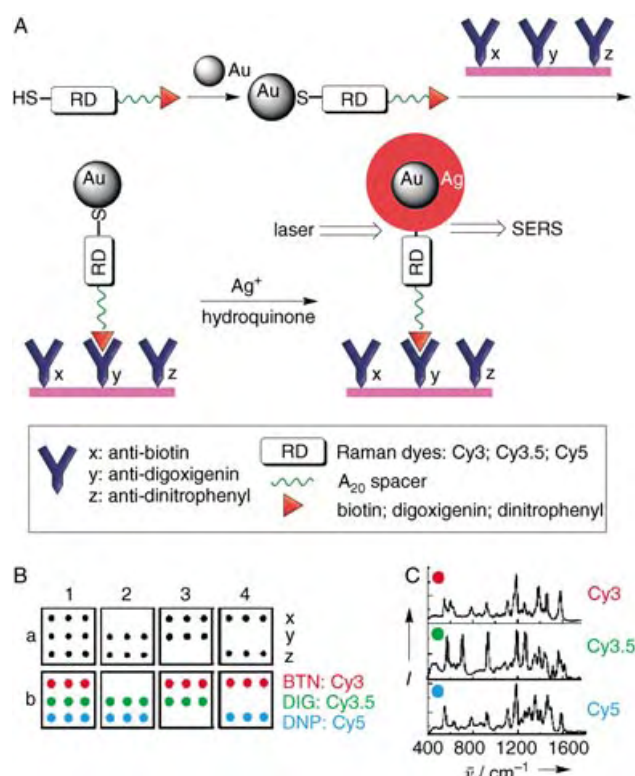 A
HS RD
Au
Au S RD
x y z
Au
S
RD
x y z
Ag+
hydroquinone
Au Ag
laser
SERS
RD
x y z
x: anti-biotin
y: anti-digoxigenin
z: anti-dinitrophenyl
RD Raman dyes: Cy3; Cy3.5; Cy5
A20 spacer
biotin; digoxigenin; dinitrophenyl
B
1 2 3 4
a
x
y
z
b
BTN: Cy3
DIG: Cy3.5
DNP: Cy5
C
I
Cy3
Cy3.5
Cy5
400 800 1200 1600
ν̄ / cm−1